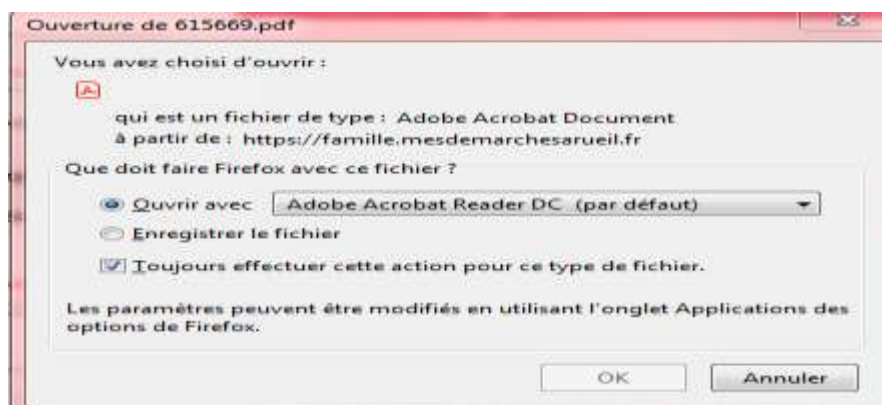 Ouverture de 615669.pdf
Vous avez choisi d'ouvrir :
qui est un fichier de type : Adobe Acrobat Document
à partir de : https://famille.mesdemarchesarueil.fr
Que doit faire Firefox avec ce fichier ?
Ouvrir avec Adobe Acrobat Reader DC (par défaut)
Enregistrer le fichier
Toujours effectuer cette action pour ce type de fichier.
Les paramètres peuvent être modifiés en utilisant l'onglet Applications des
options de Firefox.
OK Annuler